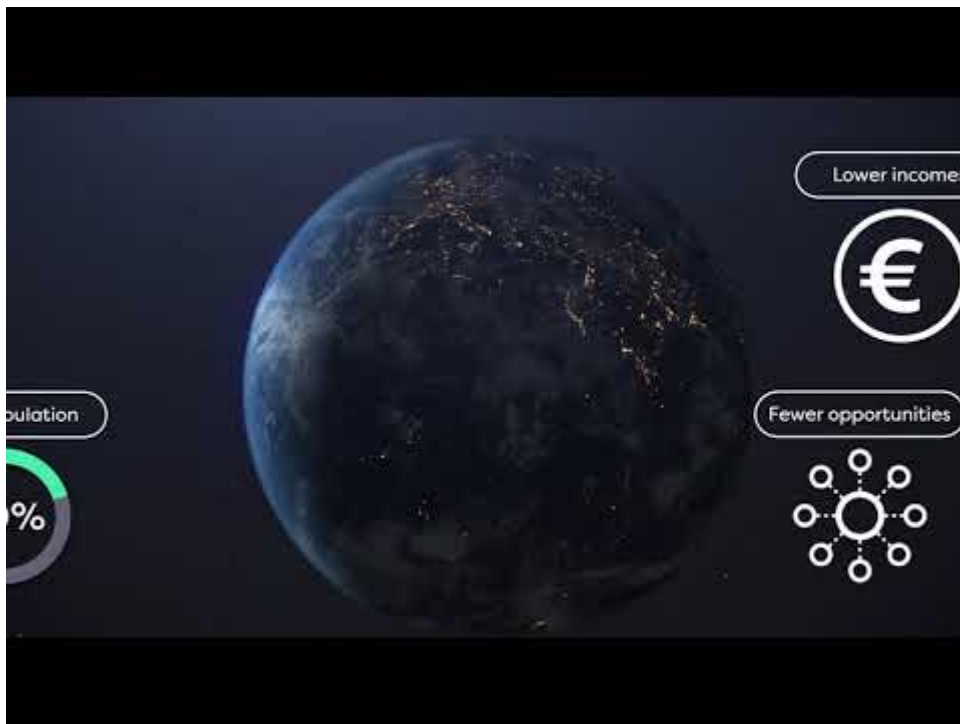 Lower income
€
pulation
Fewer opportunities
%